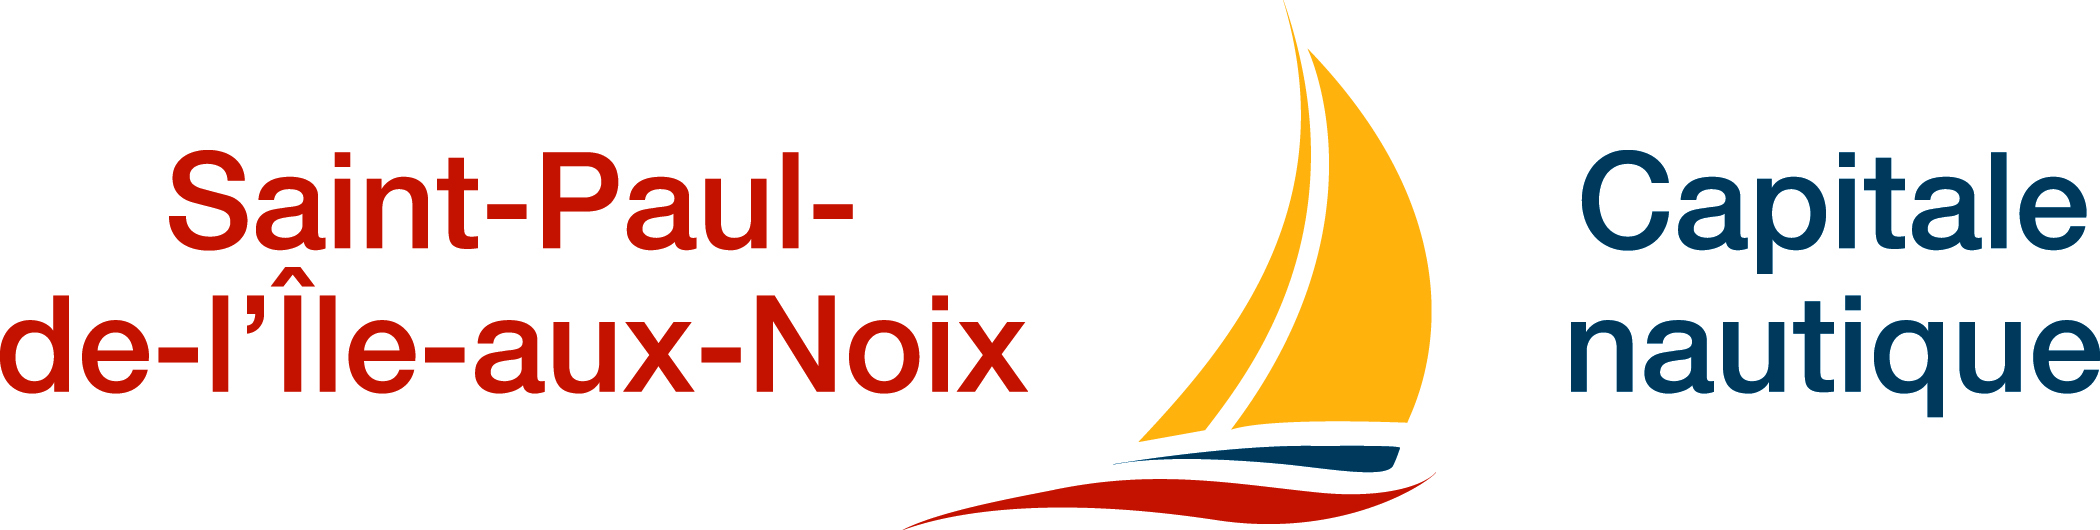 Saint-Paul-
de-l’Île-aux-Noix
Capitale
nautique